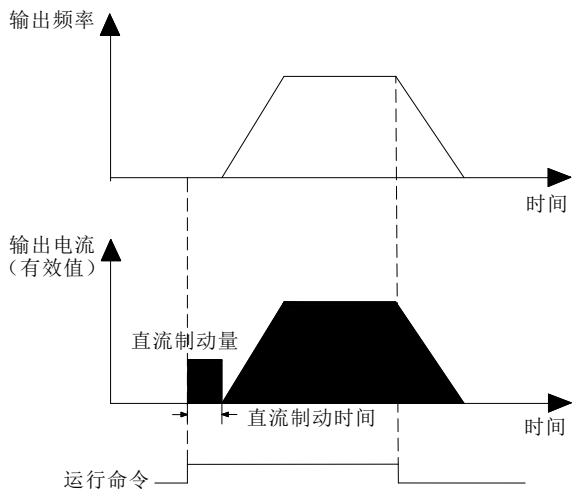 输出频率
时间
输出电流
（有效值）
直流制动量
直流制动时间
时间
运行命令